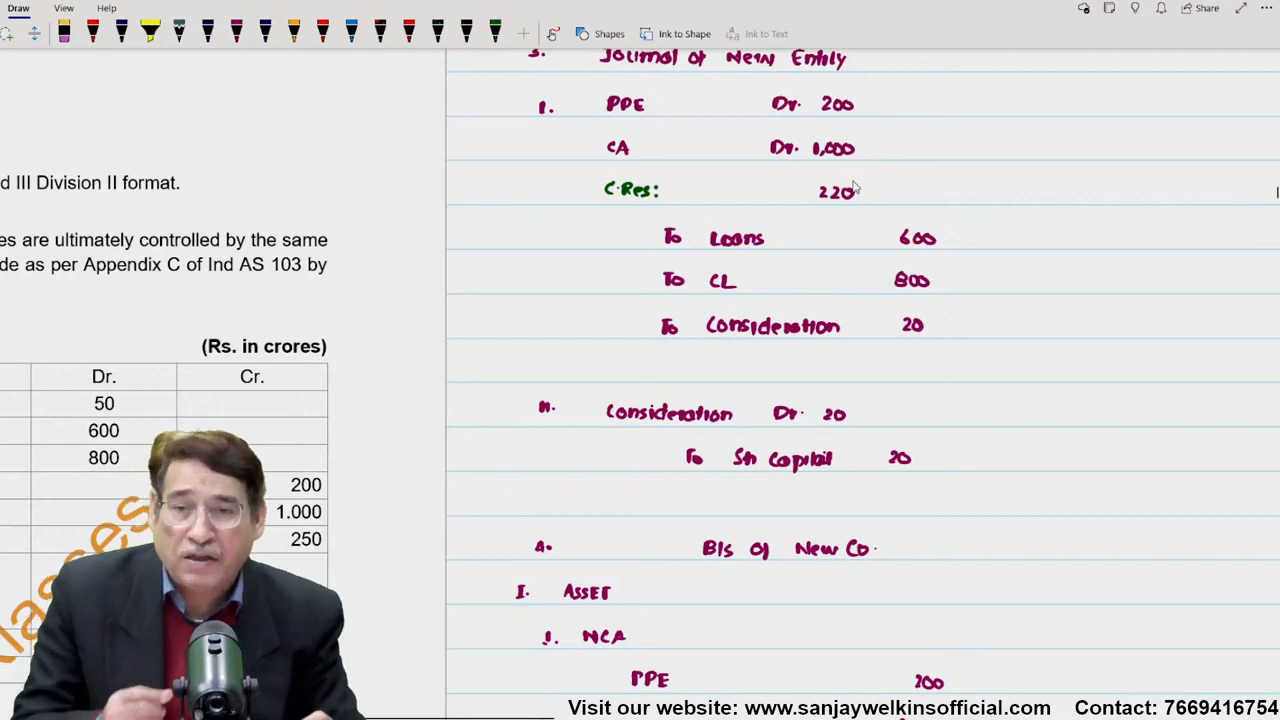 Draw View Help
Share
Shapes Ink to Shape Ink to Text
3. Journal of New Entity
1. PPE Dr. 200
CA Dr. 1,000
C.Res: 220
To Loans 600
To CL 800
To Consideration 20
II. Consideration Dr. 20
To Sh Capital 20
A. B/s of New Co.
I. ASSET
1. NCA
PPE 200
d III Division II format.
es are ultimately controlled by the same
de as per Appendix C of Ind AS 103 by
(Rs. in crores)
Dr. Cr.
50
600
800
200
1.000
250
lasses
Visit our website: www.sanjaywelkinsofficial.com Contact: 7669416754